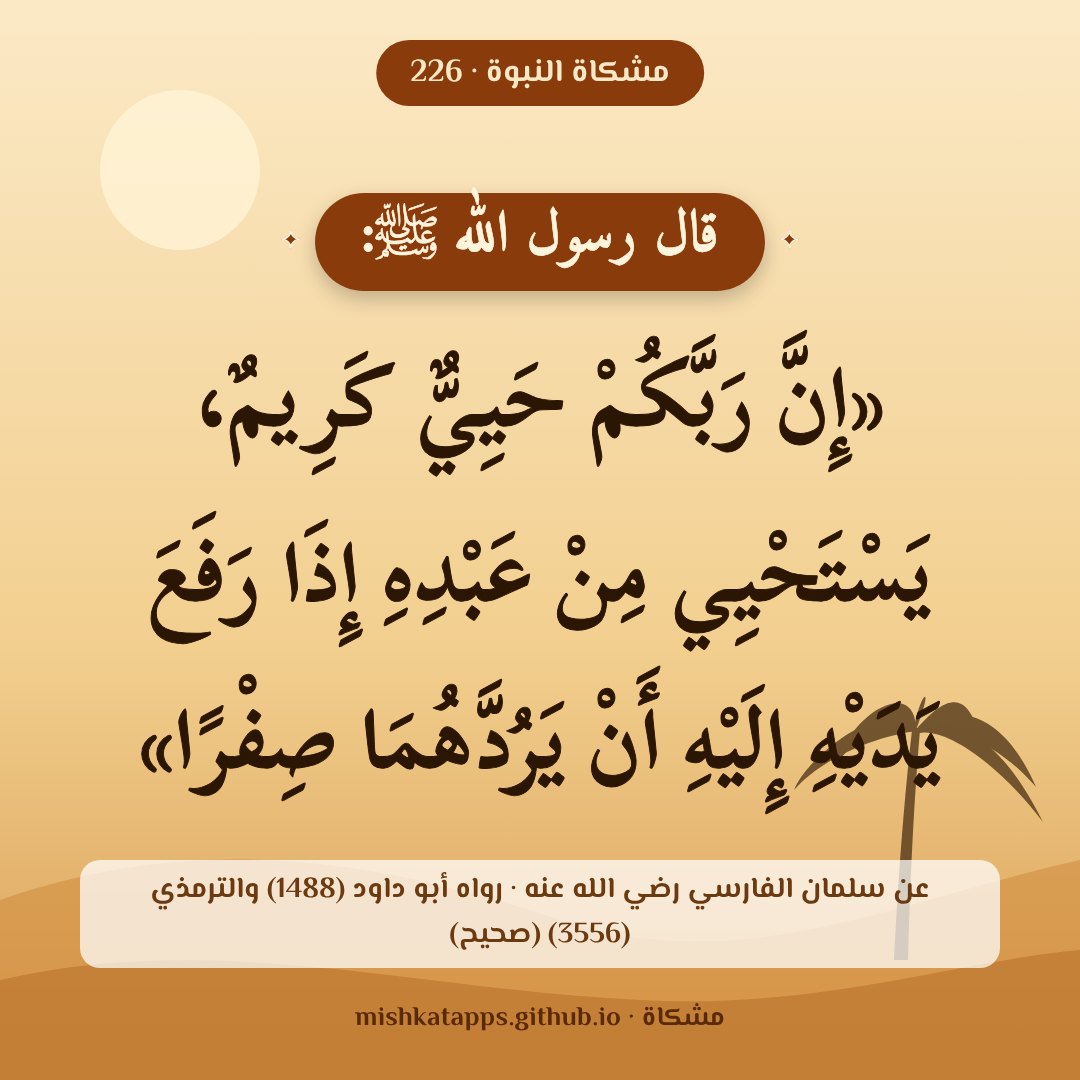 مشكاة النبوة · 226
قال رسول الله ﷺ:
«إِنَّ رَبَّكُمْ حَيِيٌّ كَرِيمٌ،
يَسْتَحْيِي مِنْ عَبْدِهِ إِذَا رَفَعَ
يَدَيْهِ إِلَيْهِ أَنْ يَرُدَّهُمَا صِفْرًا»
عن سلمان الفارسي رضي الله عنه · رواه أبو داود (1488) والترمذي
(3556) (صحيح)
مشكاة · mishkatapps.github.io